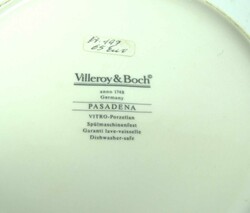 Villeroy & Boch®
anno 1748
Germany
PASADENA
VITRO-Porzellan
Spülmaschinenfest
Garanti lave-vaisselle
Dishwasher-safe